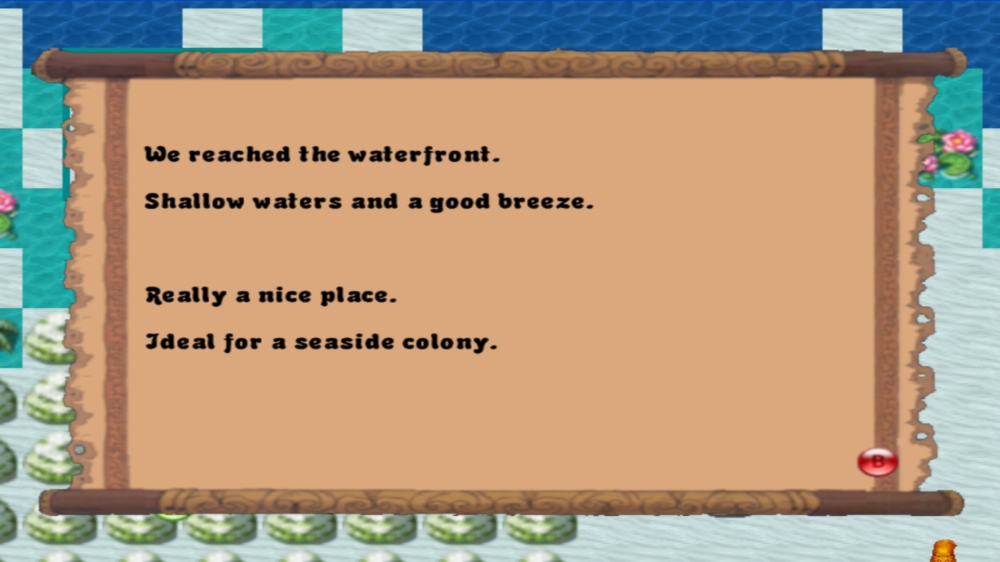 We reached the waterfront.
Shallow waters and a good breeze.
Really a nice place.
Ideal for a seaside colony.
B